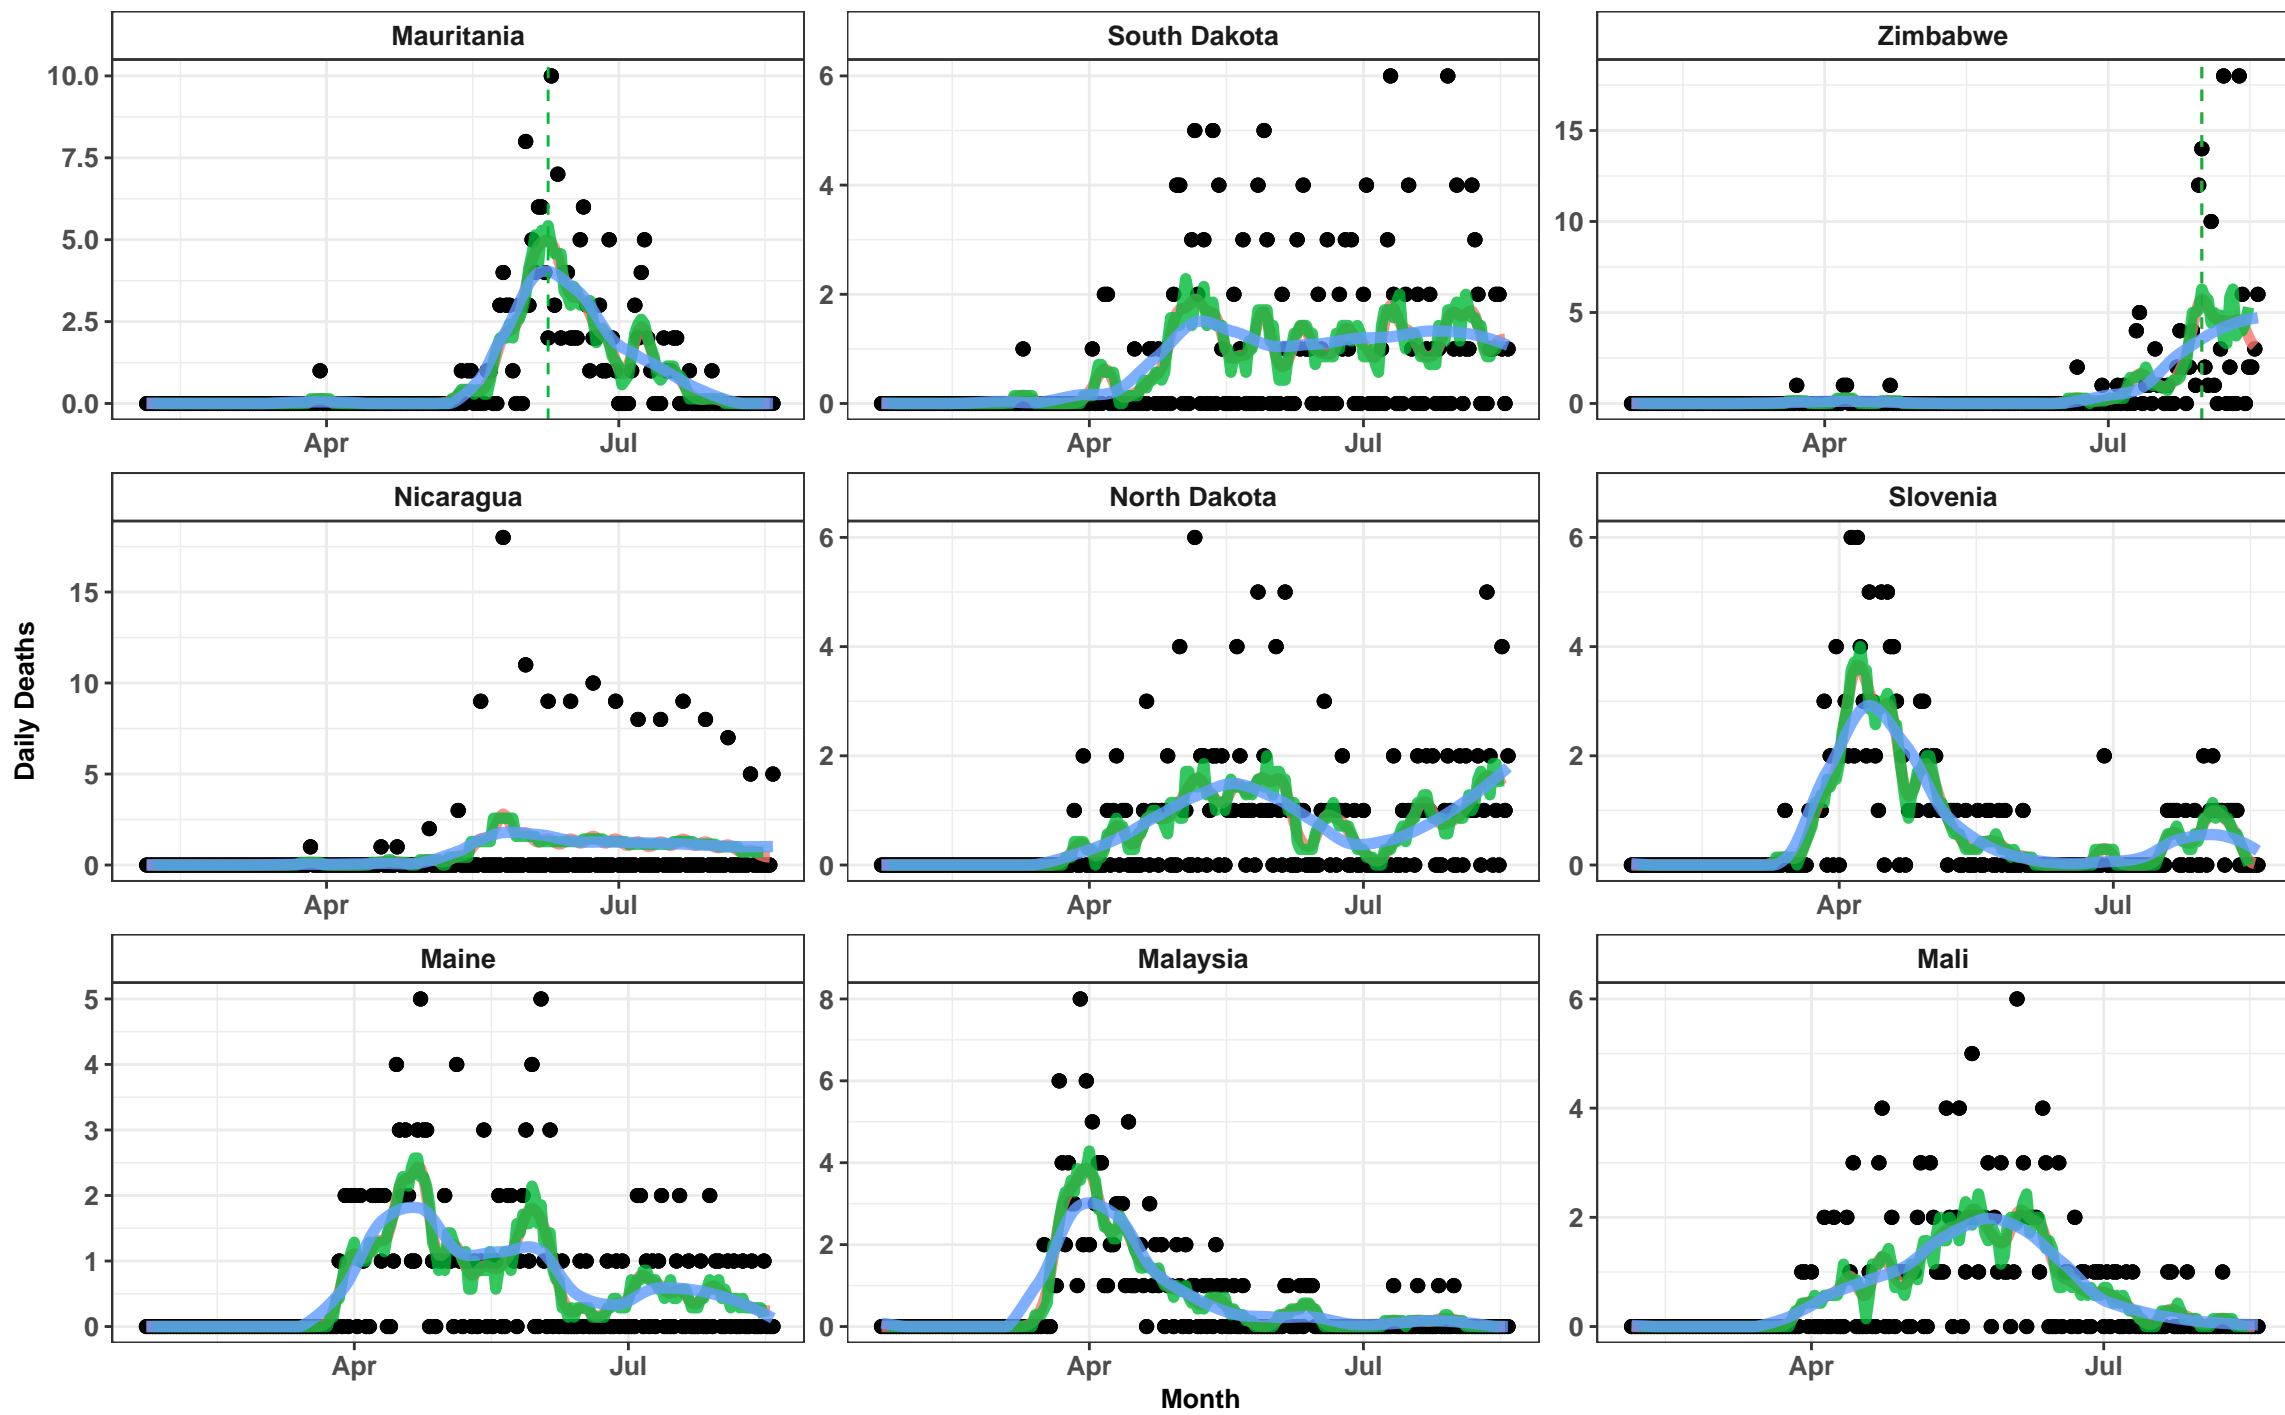 Mauritania
South Dakota
Zimbabwe
10.0
7.5
5.0
2.5
0.0
6
4
2
0
15
10
5
0
Apr
Jul
Apr
Jul
Apr
Jul
Nicaragua
North Dakota
Slovenia
15
10
5
0
6
4
2
0
6
4
2
0
Apr
Jul
Apr
Jul
Apr
Jul
Daily Deaths
Maine
Malaysia
Mali
5
4
3
2
1
0
8
6
4
2
0
6
4
2
0
Apr
Jul
Apr
Jul
Apr
Jul
Month